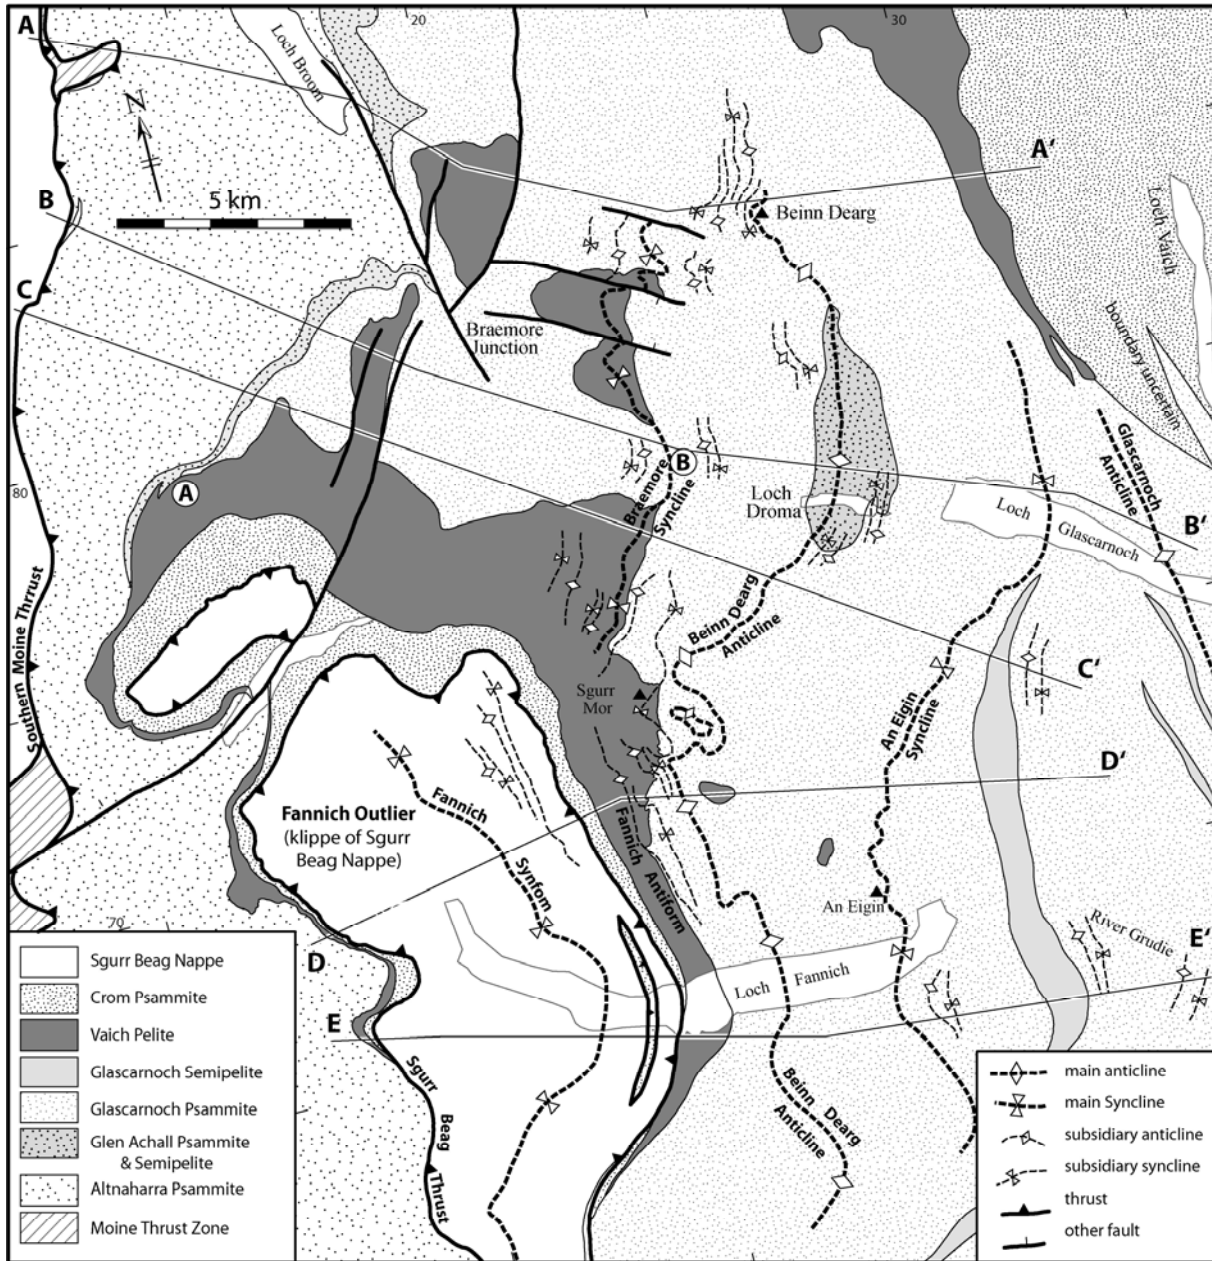 A
20
30
Loch Broom
N
A'
B
5 km
Beinn Dearg
Loch Vaich
C
Braemore
Junction
boundary uncertain
Glascarnoch
Anticline
80
A
B
Braemore
Syncline
Loch
Droma
Loch
Glascarnoch
B'
Southern Moine Thrrust
Beinn Dearg
Anticline
C'
Sgurr
Mor
An Eigin
Syncline
D'
Fannich Outlier
(klippe of Sgurr
Beag Nappe)
Fannich
Synfom
Fannich
Antiform
An Eigin
70
River Grudie
E'
D
Loch Fannich
E
Sgurr
Beag
Thrust
Beinn Dearg
Anticline
Sgurr Beag Nappe
Crom Psammite
Vaich Pelite
Glascarnoch Semipelite
Glascarnoch Psammite
Glen Achall Psammite
& Semipelite
Altnaharra Psammite
Moine Thrust Zone
main anticline
main Syncline
subsidiary anticline
subsidiary syncline
thrust
other fault